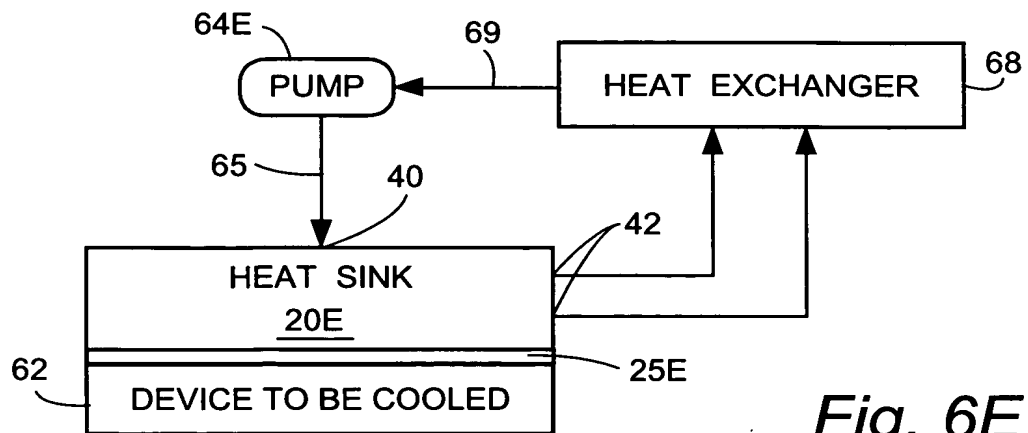 64E
PUMP
69
HEAT EXCHANGER
68
65
40
42
HEAT SINK
20E
25E
62
DEVICE TO BE COOLED
Fig. 6E